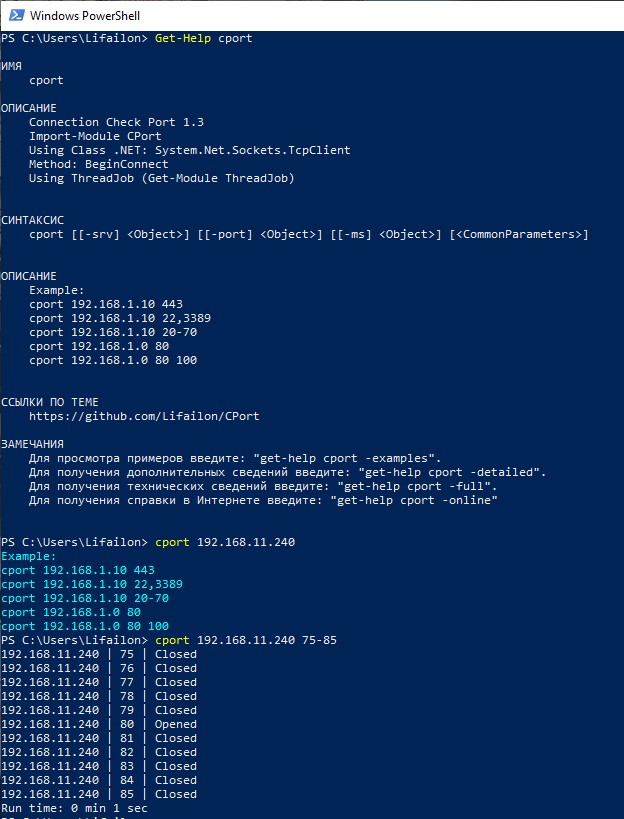 Windows PowerShell
PS C:\Users\Lifailon> Get-Help cport
ИМЯ
cport
ОПИСАНИЕ
Connection Check Port 1.3
Import-Module CPort
Using Class .NET: System.Net.Sockets.TcpClient
Method: BeginConnect
Using ThreadJob (Get-Module ThreadJob)
СИНТАКСИС
cport [[-srv] <Object>] [[-port] <Object>] [[-ms] <Object>] [<CommonParameters>]
ОПИСАНИЕ
Example:
cport 192.168.1.10 443
cport 192.168.1.10 22,3389
cport 192.168.1.10 20-70
cport 192.168.1.0 80
cport 192.168.1.0 80 100
ССЫЛКИ ПО ТЕМЕ
https://github.com/Lifailon/CPort
ЗАМЕЧАНИЯ
Для просмотра примеров введите: "get-help cport -examples".
Для получения дополнительных сведений введите: "get-help cport -detailed".
Для получения технических сведений введите: "get-help cport -full".
Для получения справки в Интернете введите: "get-help cport -online"
PS C:\Users\Lifailon> cport 192.168.11.240
Example:
cport 192.168.1.10 443
cport 192.168.1.10 22,3389
cport 192.168.1.10 20-70
cport 192.168.1.0 80
cport 192.168.1.0 80 100
PS C:\Users\Lifailon> cport 192.168.11.240 75-85
192.168.11.240 | 75 | Closed
192.168.11.240 | 76 | Closed
192.168.11.240 | 77 | Closed
192.168.11.240 | 78 | Closed
192.168.11.240 | 79 | Closed
192.168.11.240 | 80 | Opened
192.168.11.240 | 81 | Closed
192.168.11.240 | 82 | Closed
192.168.11.240 | 83 | Closed
192.168.11.240 | 84 | Closed
192.168.11.240 | 85 | Closed
Run time: 0 min 1 sec